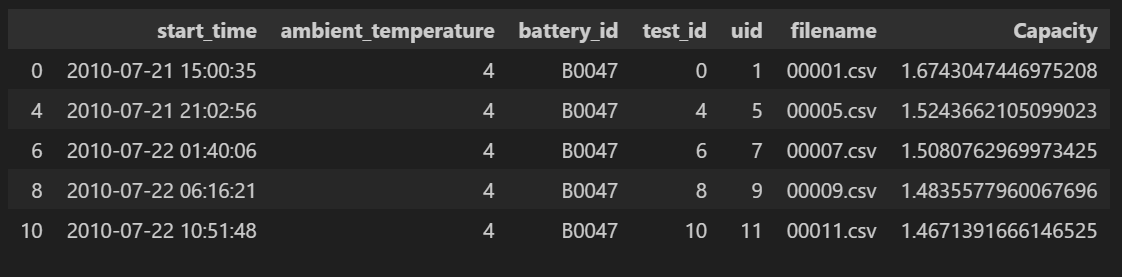 start_time ambient_temperature battery_id test_id uid filename Capacity
0 2010-07-21 15:00:35 4 B0047 0 1 00001.csv 1.6743047446975208
4 2010-07-21 21:02:56 4 B0047 4 5 00005.csv 1.5243662105099023
6 2010-07-22 01:40:06 4 B0047 6 7 00007.csv 1.5080762969973425
8 2010-07-22 06:16:21 4 B0047 8 9 00009.csv 1.4835577960067696
10 2010-07-22 10:51:48 4 B0047 10 11 00011.csv 1.4671391666146525